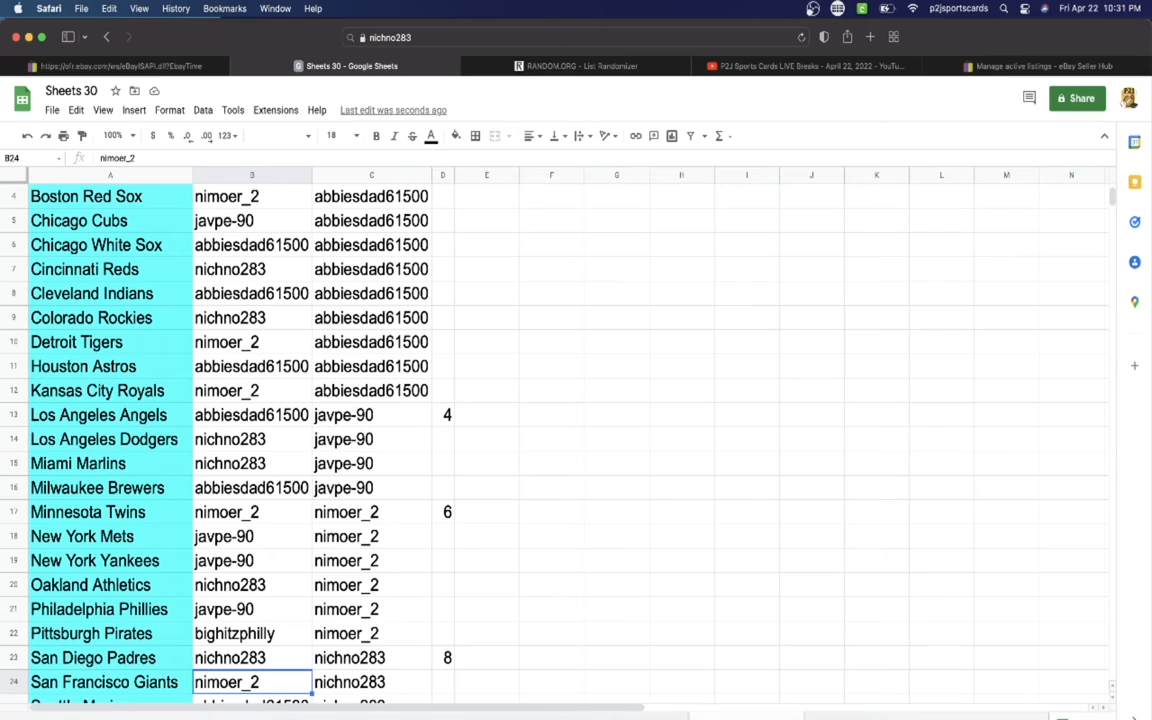 Safari File Edit View History Bookmarks Window Help p2jsportscards Fri Apr 22 10:31 PM
nichno283
https://ofr.ebay.com/ws/eBayISAPI.dll?EbayTime Sheets 30 - Google Sheets RANDOM.ORG - List Randomizer P2J Sports Cards LIVE Breaks - April 22, 2022 - YouTu... Manage active listings - eBay Seller Hub
Sheets 30
File Edit View Insert Format Data Tools Extensions Help Last edit was seconds ago Share
100% $ % .0 .00 123 18 B I S A
B24 fx nimoer_2
A B C D E F G H I J K L M N
4 Boston Red Sox nimoer_2 abbiesdad61500
5 Chicago Cubs javpe-90 abbiesdad61500
6 Chicago White Sox abbiesdad61500 abbiesdad61500
7 Cincinnati Reds nichno283 abbiesdad61500
8 Cleveland Indians abbiesdad61500 abbiesdad61500
9 Colorado Rockies nichno283 abbiesdad61500
10 Detroit Tigers nimoer_2 abbiesdad61500
11 Houston Astros abbiesdad61500 abbiesdad61500
12 Kansas City Royals nimoer_2 abbiesdad61500
13 Los Angeles Angels abbiesdad61500 javpe-90 4
14 Los Angeles Dodgers nichno283 javpe-90
15 Miami Marlins nichno283 javpe-90
16 Milwaukee Brewers abbiesdad61500 javpe-90
17 Minnesota Twins nimoer_2 nimoer_2 6
18 New York Mets javpe-90 nimoer_2
19 New York Yankees javpe-90 nimoer_2
20 Oakland Athletics nichno283 nimoer_2
21 Philadelphia Phillies javpe-90 nimoer_2
22 Pittsburgh Pirates bighitzphilly nimoer_2
23 San Diego Padres nichno283 nichno283 8
24 San Francisco Giants nimoer_2 nichno283